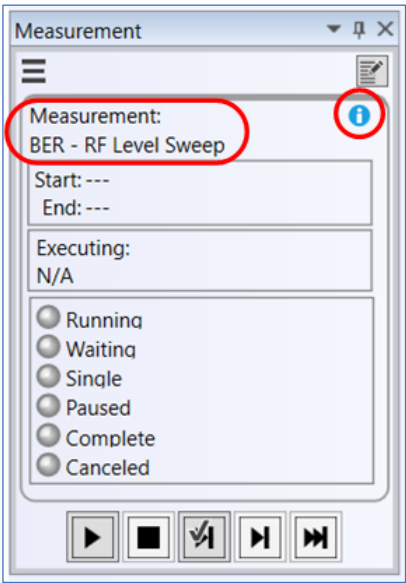 Measurement
Measurement:
BER - RF Level Sweep
Start: ---
End: ---
Executing:
N/A
Running
Waiting
Single
Paused
Complete
Canceled